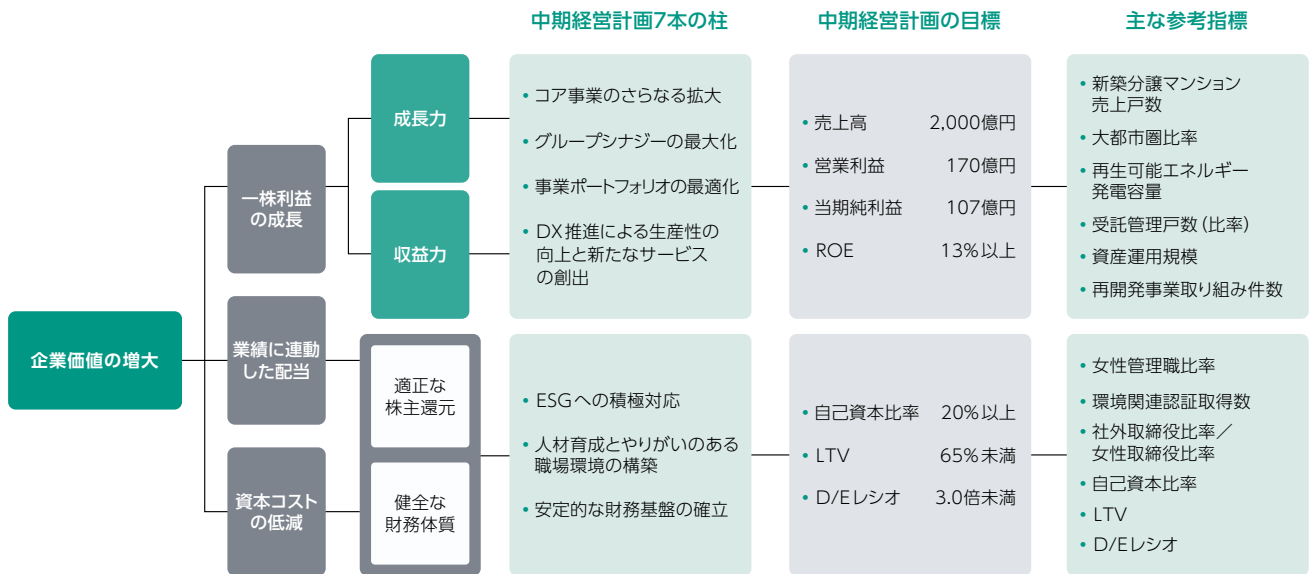 中期経営計画7本の柱
中期経営計画の目標
主な参考指標
企業価値の増大
一株利益
の成長
業績に連動
した配当
資本コスト
の低減
成長力
収益力
適正な
株主還元
健全な
財務体質
• コア事業のさらなる拡大
• グループシナジーの最大化
• 事業ポートフォリオの最適化
• DX推進による生産性の
向上と新たなサービス
の創出
• 売上高 2,000億円
• 営業利益 170億円
• 当期純利益 107億円
• ROE 13%以上
• 新築分譲マンション
売上戸数
• 大都市圏比率
• 再生可能エネルギー
発電容量
• 受託管理戸数（比率）
• 資産運用規模
• 再開発事業取り組み件数
• ESGへの積極対応
• 人材育成とやりがいのある
職場環境の構築
• 安定的な財務基盤の確立
• 自己資本比率 20%以上
• LTV 65%未満
• D/Eレシオ 3.0倍未満
• 女性管理職比率
• 環境関連認証取得数
• 社外取締役比率／
女性取締役比率
• 自己資本比率
• LTV
• D/Eレシオ